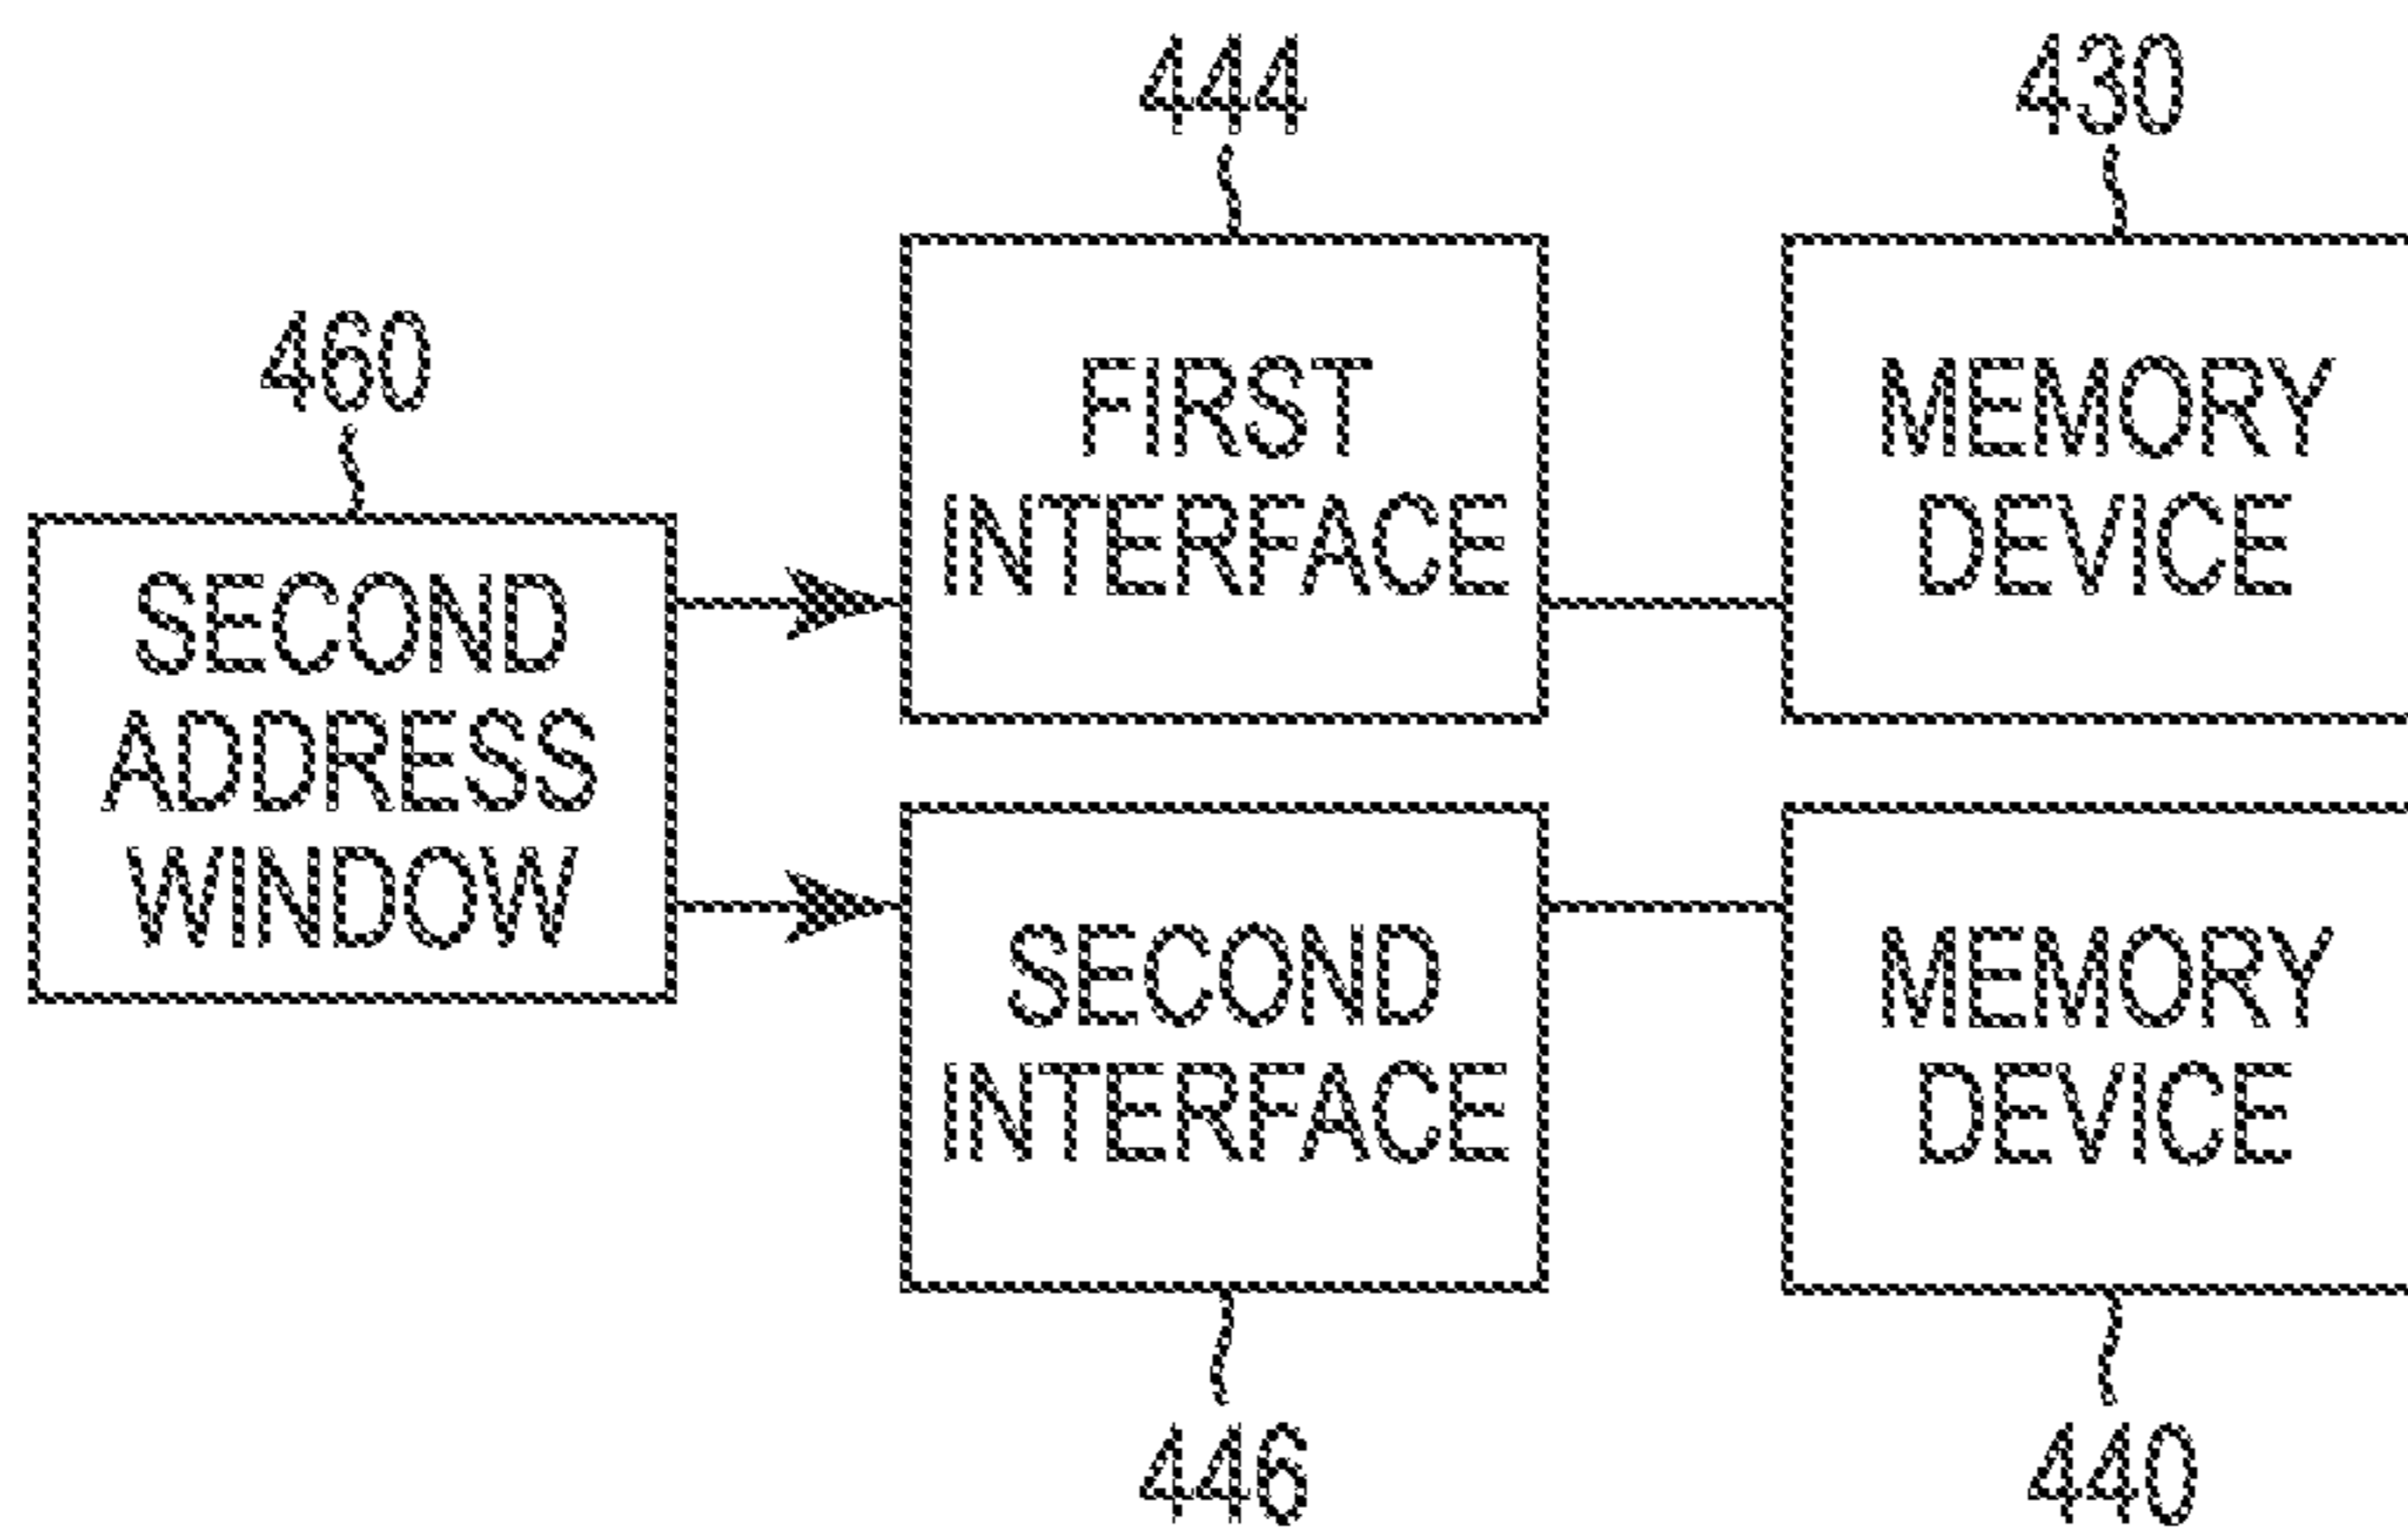 444
430
460
FIRST
INTERFACE
MEMORY
DEVICE
SECOND
ADDRESS
WINDOW
SECOND
INTERFACE
MEMORY
DEVICE
446
440